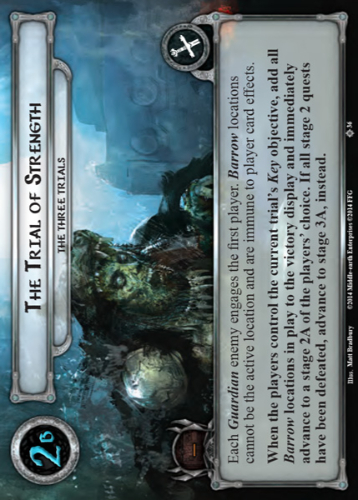 2B
THE TRIAL OF STRENGTH
THE THREE TRIALS
–
Each Guardian enemy engages the first player. Barrow locations
cannot be the active location and are immune to player card effects.
When the players control the current trial's Key objective, add all
Barrow locations in play to the victory display and immediately
advance to a stage 2A of the players' choice. If all stage 2 quests
have been defeated, advance to stage 3A, instead.
Illus. Matt Bradbury ©2014 Middle-earth Enterprises ©2014 FFG 36